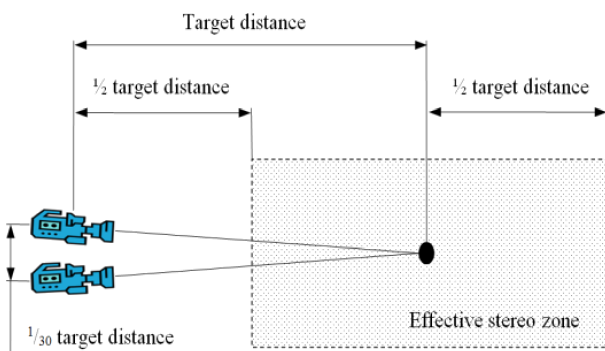 Target distance
½ target distance
½ target distance
Effective stereo zone
1/30 target distance